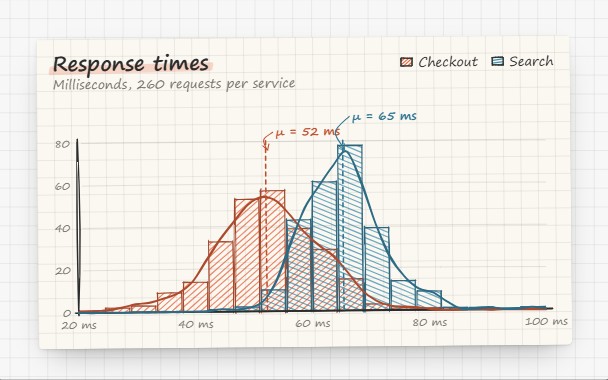 Response times
Checkout
Search
Milliseconds, 260 requests per service
μ = 52 ms
μ = 65 ms
80
60
40
20
0
20 ms
40 ms
60 ms
80 ms
100 ms